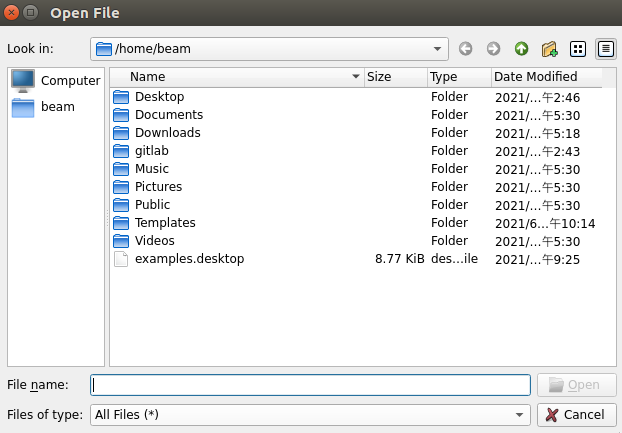 Open File
Look in: /home/beam
Computer
beam
Name Size Type Date Modified
Desktop Folder 2021/...午2:46
Documents Folder 2021/...午5:30
Downloads Folder 2021/...午5:18
gitlab Folder 2021/...午2:43
Music Folder 2021/...午5:30
Pictures Folder 2021/...午5:30
Public Folder 2021/...午5:30
Templates Folder 2021/6...午10:14
Videos Folder 2021/...午5:30
examples.desktop 8.77 KiB des...ile 2021/...午9:25
File name: Open
Files of type: All Files (*) Cancel